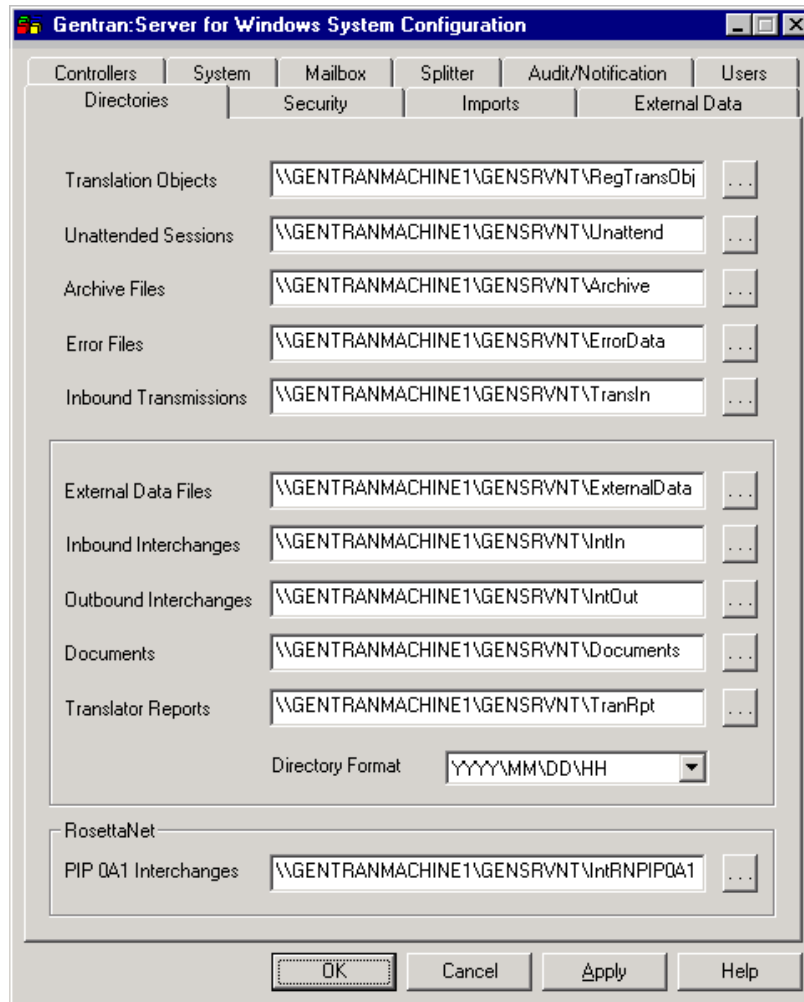 Gentran:Server for Windows System Configuration
Controllers System Mailbox Splitter Audit/Notification Users
Directories Security Imports External Data
Translation Objects \\GENTRANMACHINE1\GENSRVNT\RegTransObj ...
Unattended Sessions \\GENTRANMACHINE1\GENSRVNT\Unattend ...
Archive Files \\GENTRANMACHINE1\GENSRVNT\Archive ...
Error Files \\GENTRANMACHINE1\GENSRVNT\ErrorData ...
Inbound Transmissions \\GENTRANMACHINE1\GENSRVNT\TransIn ...
External Data Files \\GENTRANMACHINE1\GENSRVNT\ExternalData ...
Inbound Interchanges \\GENTRANMACHINE1\GENSRVNT\IntIn ...
Outbound Interchanges \\GENTRANMACHINE1\GENSRVNT\IntOut ...
Documents \\GENTRANMACHINE1\GENSRVNT\Documents ...
Translator Reports \\GENTRANMACHINE1\GENSRVNT\TranRpt ...
Directory Format YYYY\MM\DD\HH
RosettaNet
PIP 0A1 Interchanges \\GENTRANMACHINE1\GENSRVNT\IntRNPIP0A1 ...
OK Cancel Apply Help